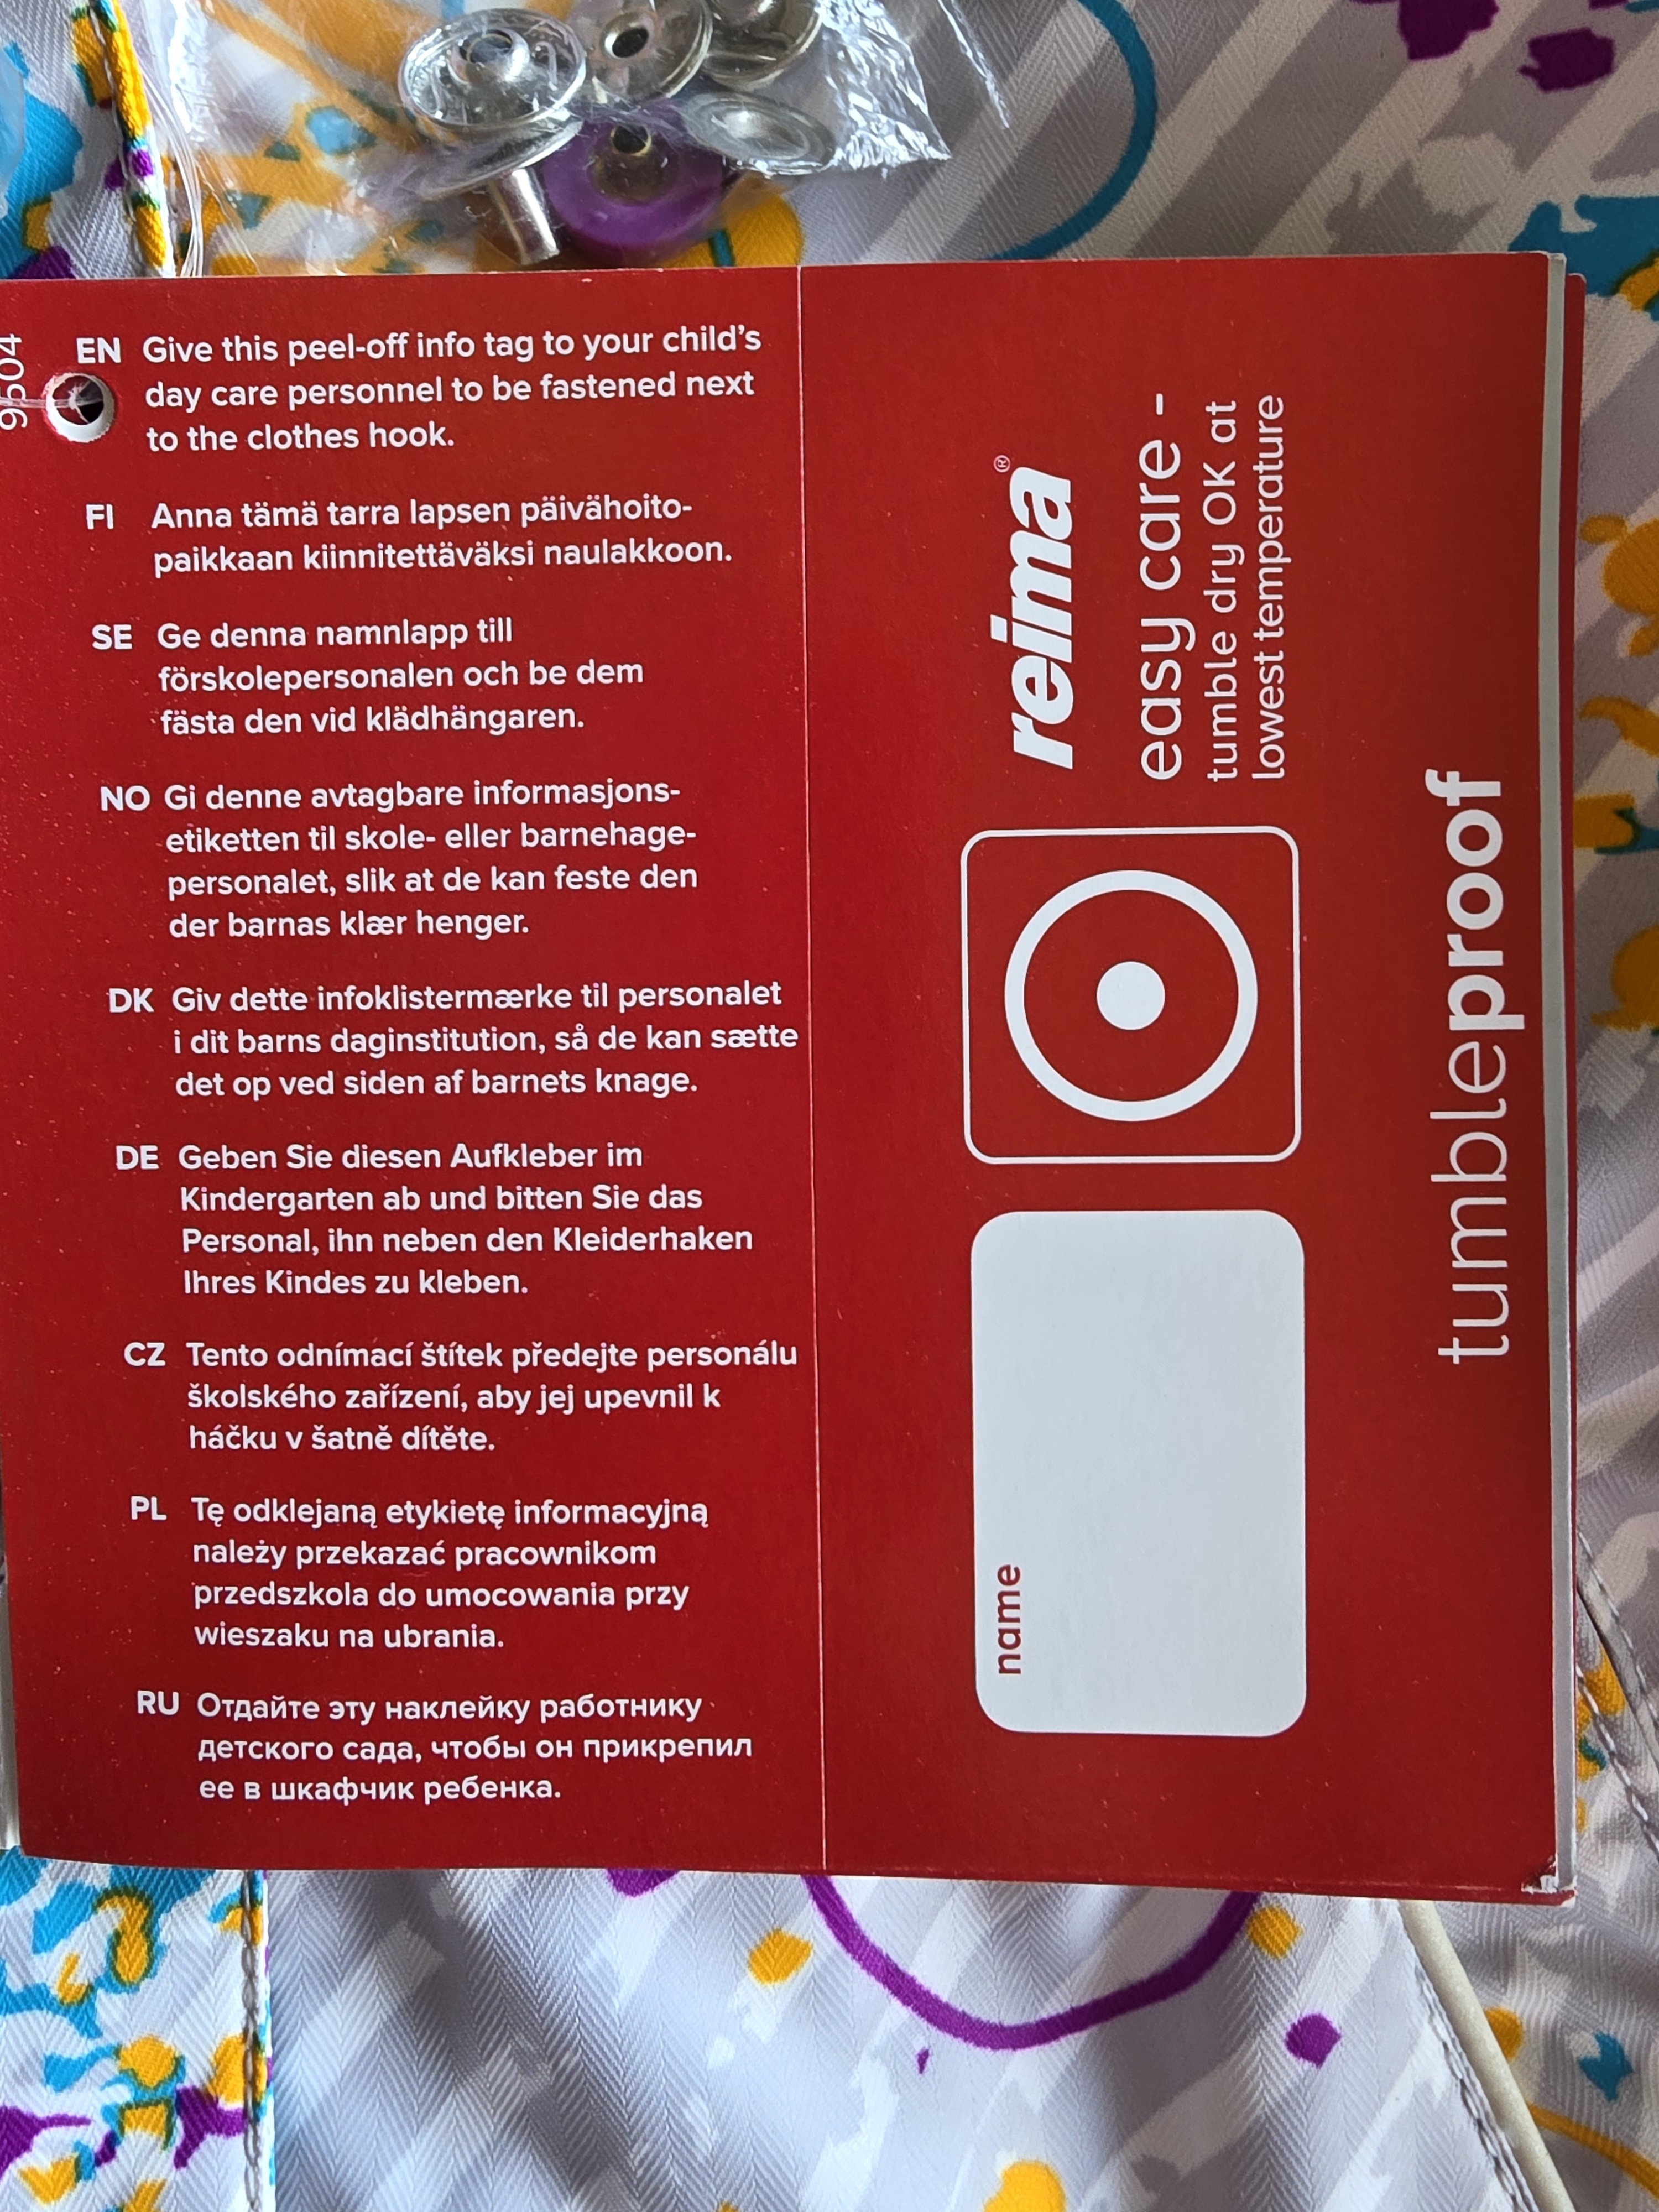 EN Give this peel-off info tag to your child's
day care personnel to be fastened next
to the clothes hook.
FI Anna tämä tarra lapsen päivähoito-
paikkaan kiinnitettäväksi naulakkoon.
SE Ge denna namnlapp till
förskolepersonalen och be dem
fästa den vid klädhängaren.
NO Gi denne avtagbare informasjons-
etiketten til skole- eller barnehage-
personalet, slik at de kan feste den
der barnas klær henger.
DK Giv dette infoklistermærke til personalet
i dit barns daginstitution, så de kan sætte
det op ved siden af barnets knage.
DE Geben Sie diesen Aufkleber im
Kindergarten ab und bitten Sie das
Personal, ihn neben den Kleiderhaken
Ihres Kindes zu kleben.
CZ Tento odnímací štítek předejte personálu
školského zařízení, aby jej upevnil k
háčku v šatně dítěte.
PL Tę odklejaną etykietę informacyjną
należy przekazać pracownikom
przedszkola do umocowania przy
wieszaku na ubrania.
RU Отдайте эту наклейку работнику
детского сада, чтобы он прикрепил
ее в шкафчик ребенка.
name
reima®
easy care -
tumble dry OK at
lowest temperature
tumbleproof